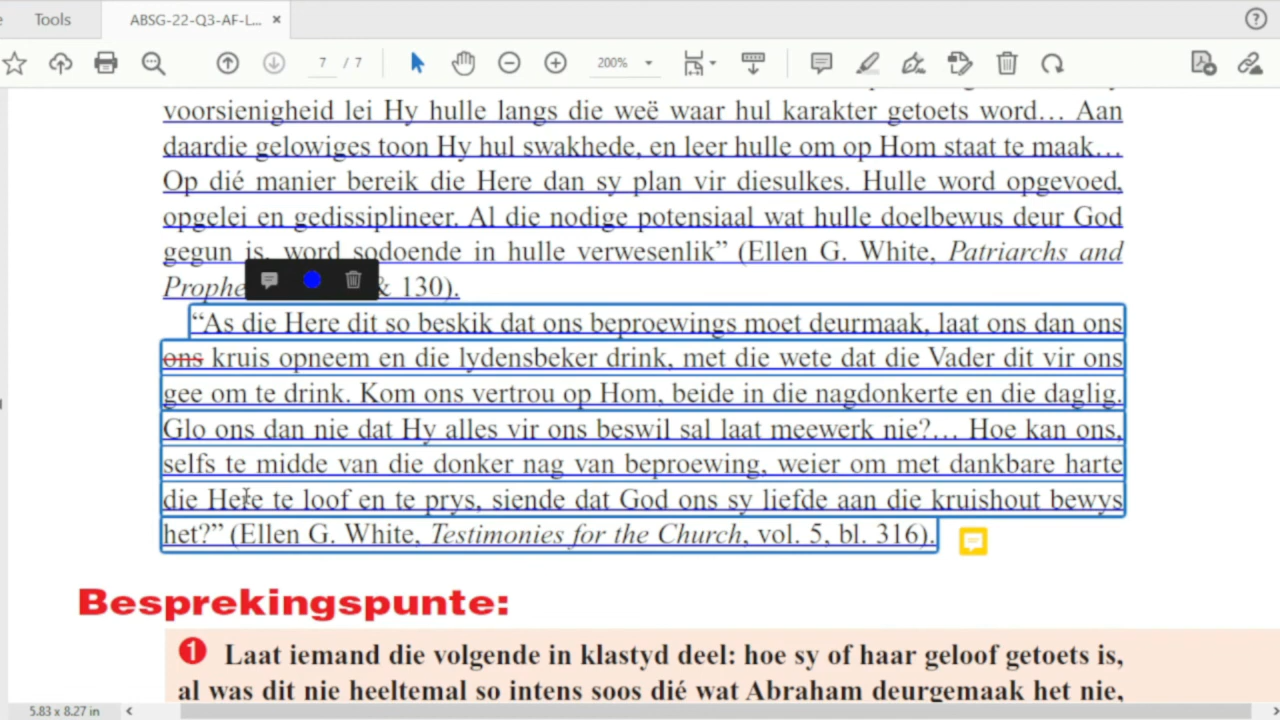 Tools
ABSG-22-Q3-AF-L... ×
7 / 7
200%
voorsienigheid lei Hy hulle langs die weë waar hul karakter getoets word… Aan
daardie gelowiges toon Hy hul swakhede, en leer hulle om op Hom staat te maak…
Op dié manier bereik die Here dan sy plan vir diesulkes. Hulle word opgevoed,
opgelei en gedissiplineer. Al die nodige potensiaal wat hulle doelbewus deur God
gegun is, word sodoende in hulle verwesenlik” (Ellen G. White, Patriarchs and
Prophe & 130).
“As die Here dit so beskik dat ons beproewings moet deurmaak, laat ons dan ons
ons kruis opneem en die lydensbeker drink, met die wete dat die Vader dit vir ons
gee om te drink. Kom ons vertrou op Hom, beide in die nagdonkerte en die daglig.
Glo ons dan nie dat Hy alles vir ons beswil sal laat meewerk nie?… Hoe kan ons,
selfs te midde van die donker nag van beproewing, weier om met dankbare harte
die Here te loof en te prys, siende dat God ons sy liefde aan die kruishout bewys
het?” (Ellen G. White, Testimonies for the Church, vol. 5, bl. 316).
Besprekingspunte:
1 Laat iemand die volgende in klastyd deel: hoe sy of haar geloof getoets is,
al was dit nie heeltemal so intens soos dié wat Abraham deurgemaak het nie,
5.83 x 8.27 in